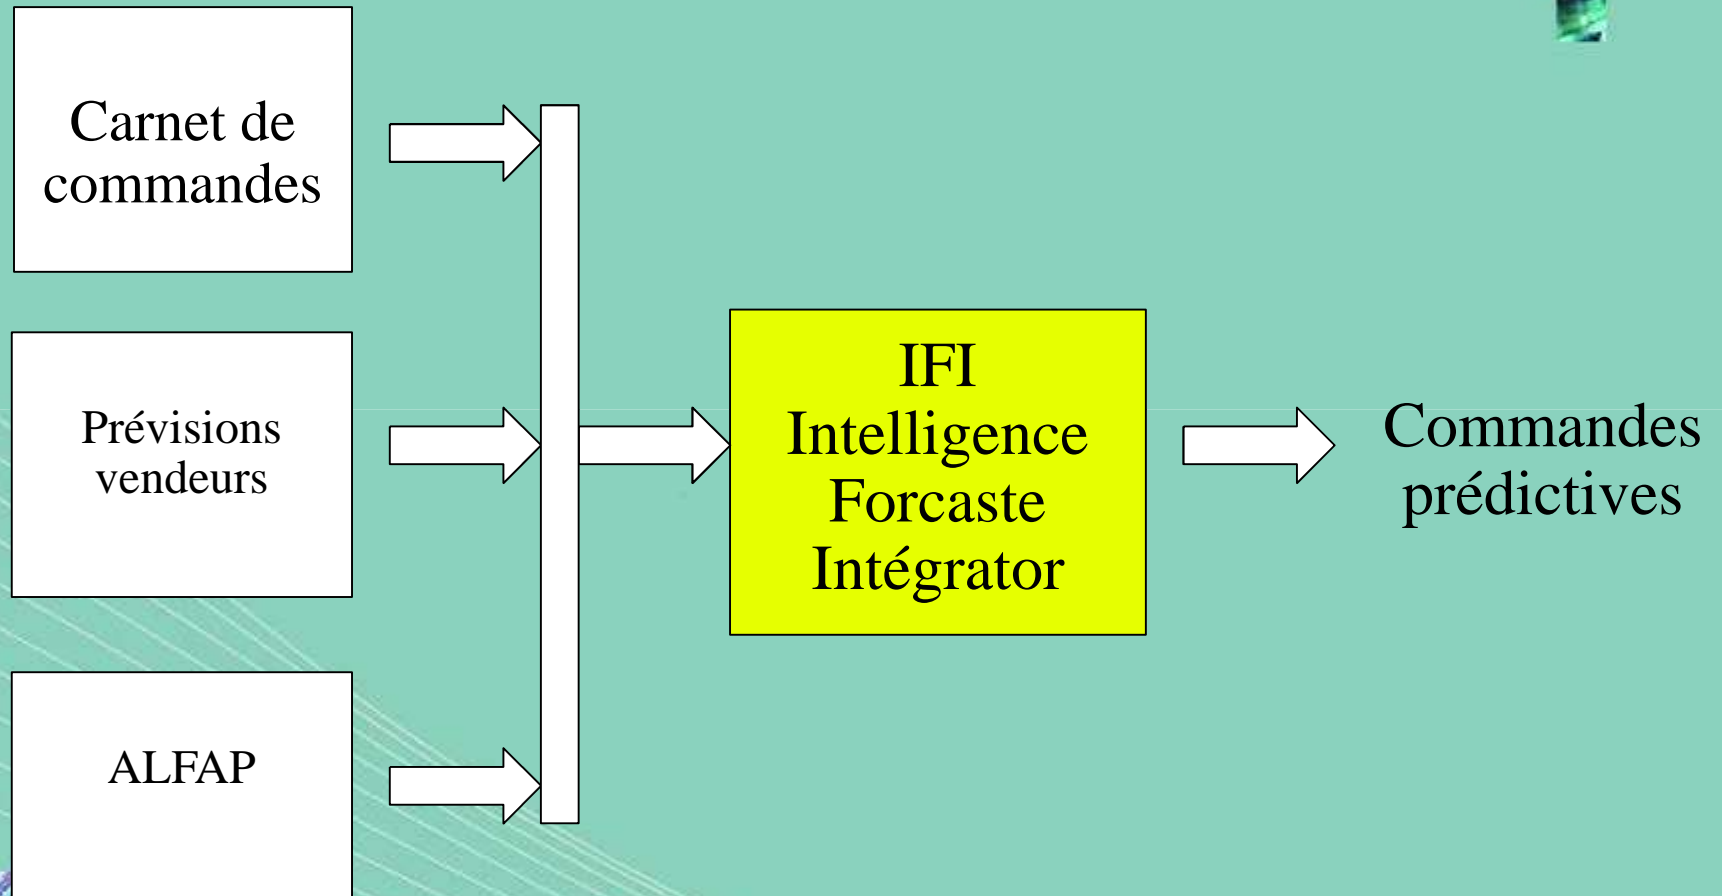 Carnet de
commandes
Prévisions
vendeurs
ALFAP
IFI
Intelligence
Forcaste
Intégrator
Commandes
prédictives